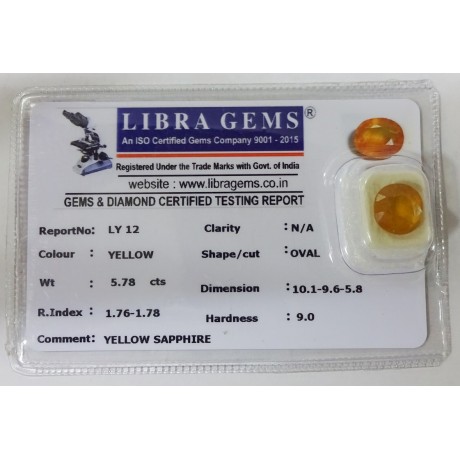 LIBRA GEMS ®
An ISO Certified Gems Company 9001 - 2015
Registered Under the Trade Marks with Govt. of India
website : www.libragems.co.in
GEMS & DIAMOND CERTIFIED TESTING REPORT
ReportNo: LY 12 Clarity : N/A
Colour : YELLOW Shape/cut : OVAL
Wt : 5.78 cts Dimension : 10.1-9.6-5.8
R.Index : 1.76-1.78 Hardness : 9.0
Comment: YELLOW SAPPHIRE